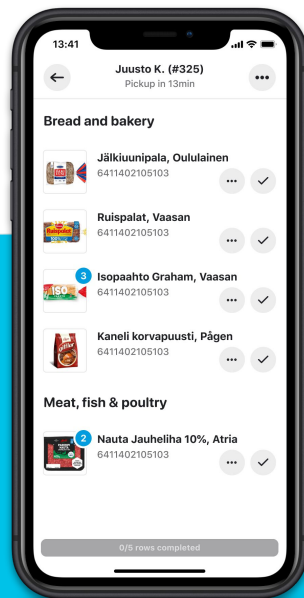 13:41
Juusto K. (#325)
Pickup in 13min
Bread and bakery
Jälkiuunipala, Oululainen
6411402105103
Ruispalat, Vaasan
6411402105103
3
Isopaahto Graham, Vaasan
6411402105103
ISO
Kaneli korvapuusti, Pågen
6411402105103
Meat, fish & poultry
2
Nauta Jauheliha 10%, Atria
6411402105103
0/5 rows completed